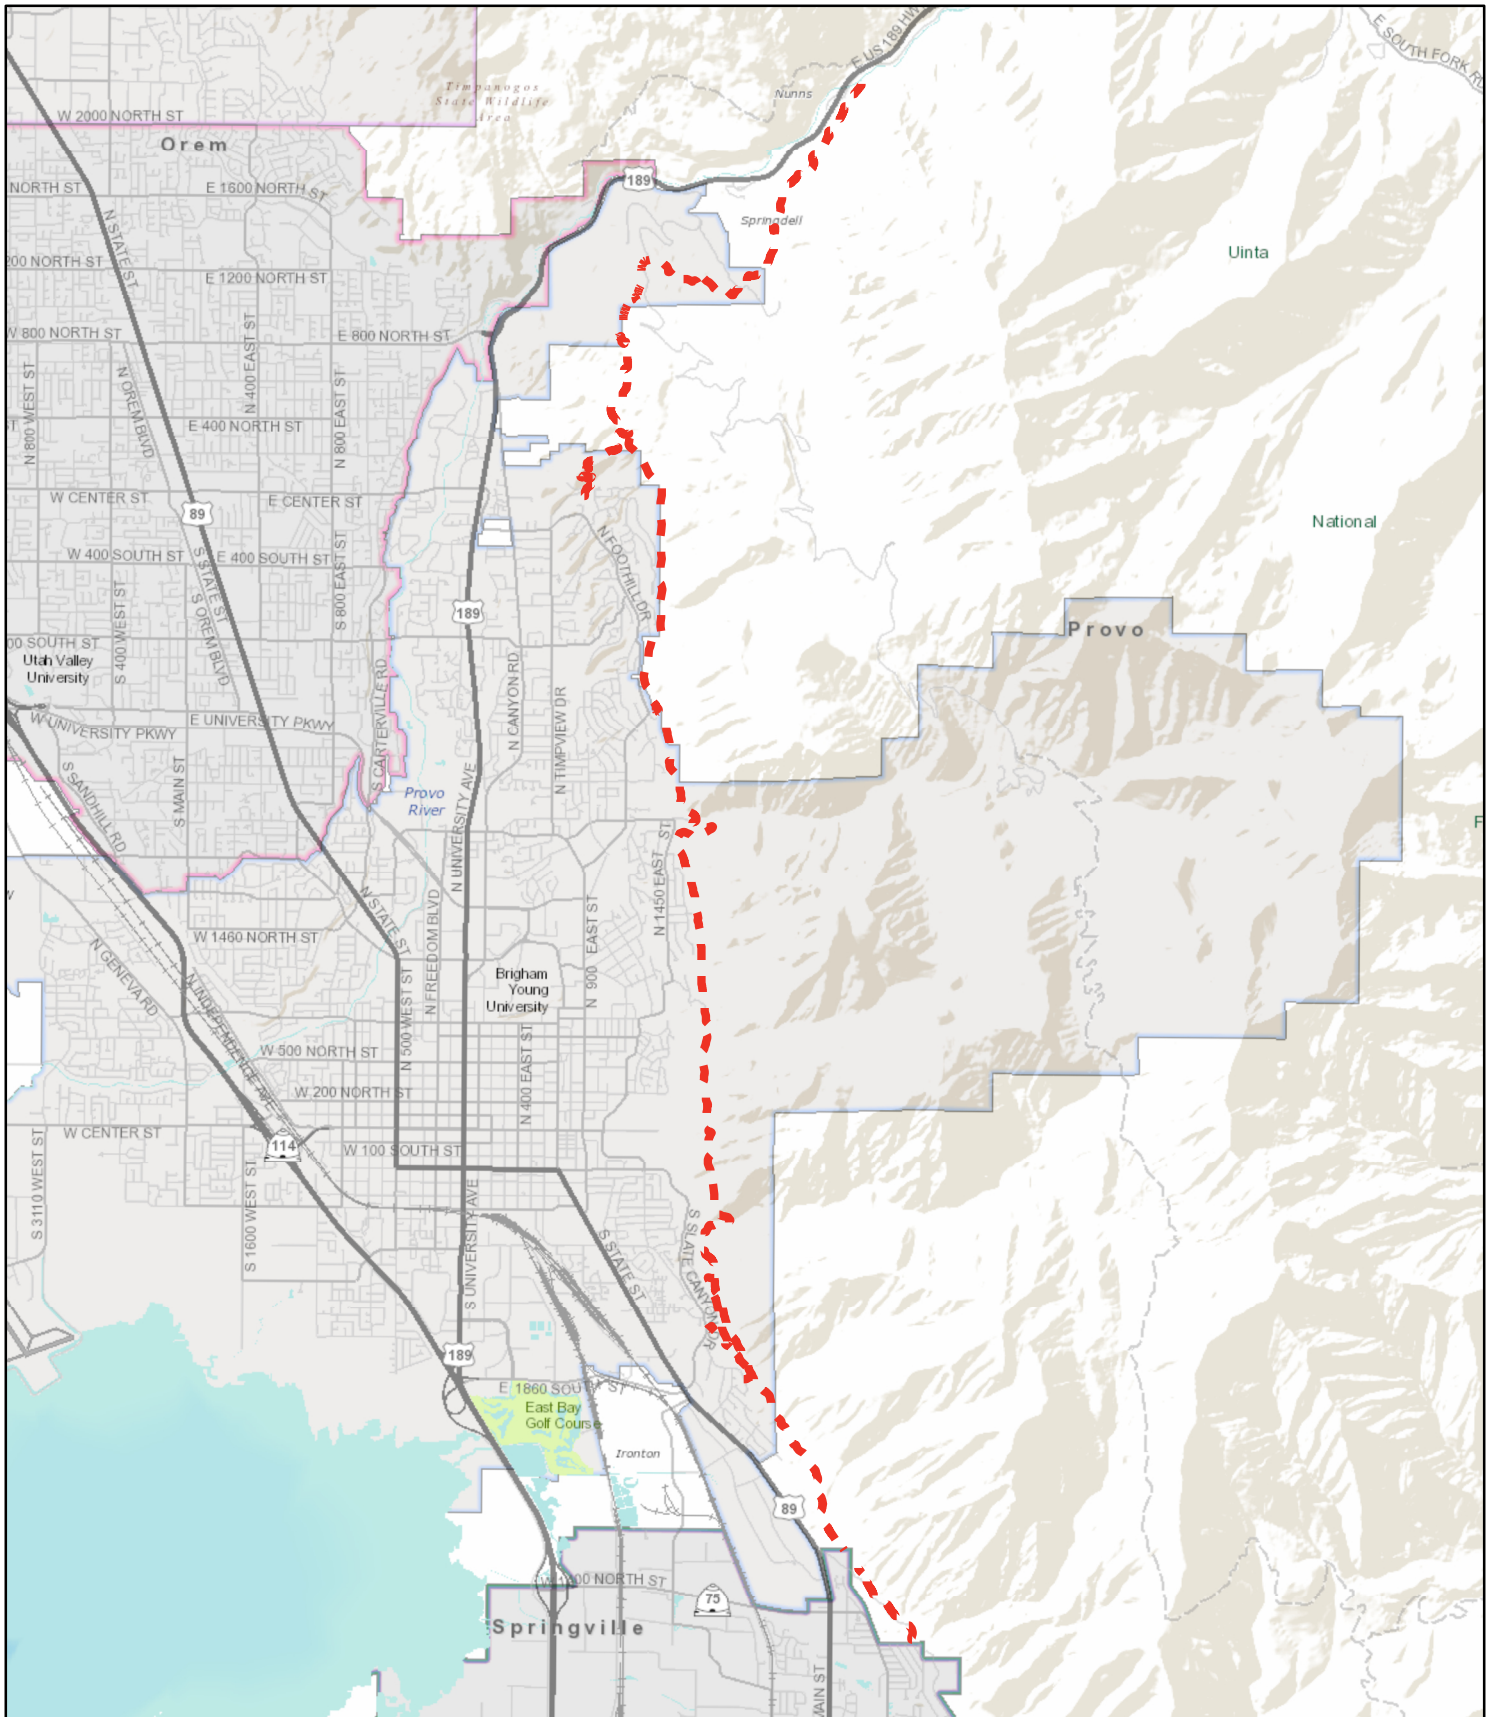 E US 189 HW
E SOUTH FORK RD
Timpanogos
State Wildlife
Area
Nunns
W 2000 NORTH ST
Orem
NORTH ST
E 1600 NORTH ST
189
Springdell
N STATE ST
Uinta
200 NORTH ST
E 1200 NORTH ST
W 800 NORTH ST
E 800 NORTH ST
N 400 EAST ST
N OREM BLVD
N 800 WEST ST
N 800 EAST ST
E 400 NORTH ST
W CENTER ST
E CENTER ST
89
National
N FOOTHILL DR
W 400 SOUTH ST
E 400 SOUTH ST
S STATE ST
S OREM BLVD
S 400 WEST ST
S 800 EAST ST
189
Provo
00 SOUTH ST
Utah Valley
University
S CARTERVILLE RD
N CANYON RD
N TIMPVIEW DR
W UNIVERSITY PKWY
E UNIVERSITY PKWY
S SANDHILL RD
S MAIN ST
Provo
River
N UNIVERSITY AVE
F
N 1450 EAST ST
N STATE ST
N FREEDOM BLVD
N 900 EAST ST
W 1460 NORTH ST
N GENEVA RD
N INDEPENDENCE AVE
Brigham
Young
University
N 500 WEST ST
N 400 EAST ST
W 500 NORTH ST
W 200 NORTH ST
W CENTER ST
114
W 100 SOUTH ST
S 3110 WEST ST
S 1600 WEST ST
S UNIVERSITY AVE
S STATE ST
S SLATE CANYON DR
189
E 1860 SOUTH ST
East Bay
Golf Course
Ironton
89
W 1400 NORTH ST
75
Springville
MAIN ST